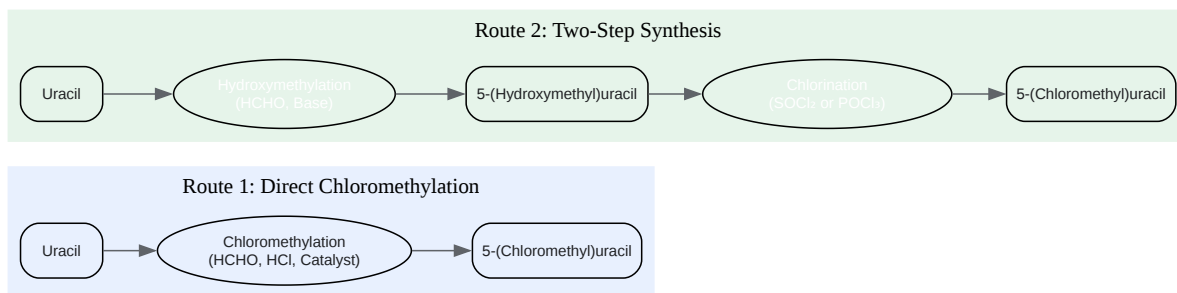 Route 2: Two-Step Synthesis
Uracil
Hydroxymethylation
(HCHO, Base)
5-(Hydroxymethyl)uracil
Chlorination
(SOCl₂ or POCl₃)
5-(Chloromethyl)uracil
Route 1: Direct Chloromethylation
Uracil
Chloromethylation
(HCHO, HCl, Catalyst)
5-(Chloromethyl)uracil